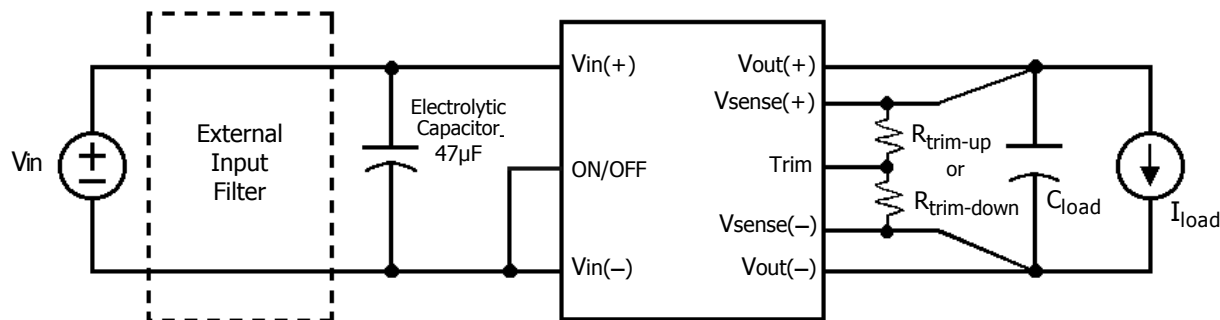 Vin
+
−
External
Input
Filter
Electrolytic
Capacitor
47µF
Vin(+)
ON/OFF
Vin(−)
Vout(+)
Vsense(+)
Trim
Vsense(−)
Vout(−)
Rtrim-up
or
Rtrim-down
Cload
Iload